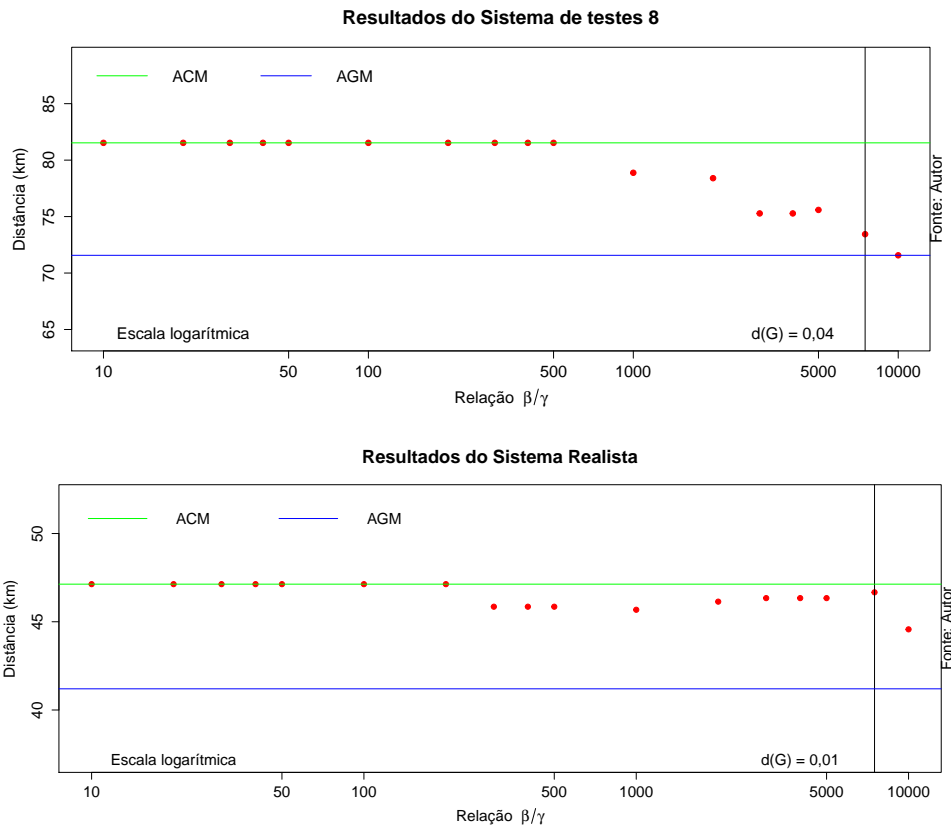 Resultados do Sistema de testes 8
ACM
AGM
Distância (km)
85
80
75
70
65
Fonte: Autor
Escala logarítmica
d(G) = 0,04
10
50
100
500
1000
5000
10000
Relação β/γ
Resultados do Sistema Realista
ACM
AGM
Distância (km)
50
45
40
Fonte: Autor
Escala logarítmica
d(G) = 0,01
10
50
100
500
1000
5000
10000
Relação β/γ